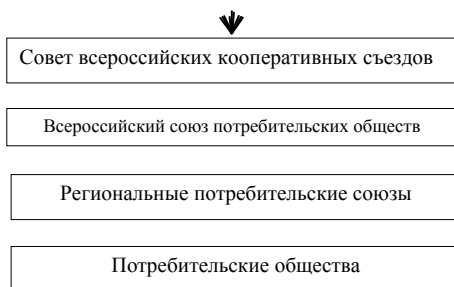 Совет всероссийских кооперативных съездов
Всероссийский союз потребительских обществ
Региональные потребительские союзы
Потребительские общества